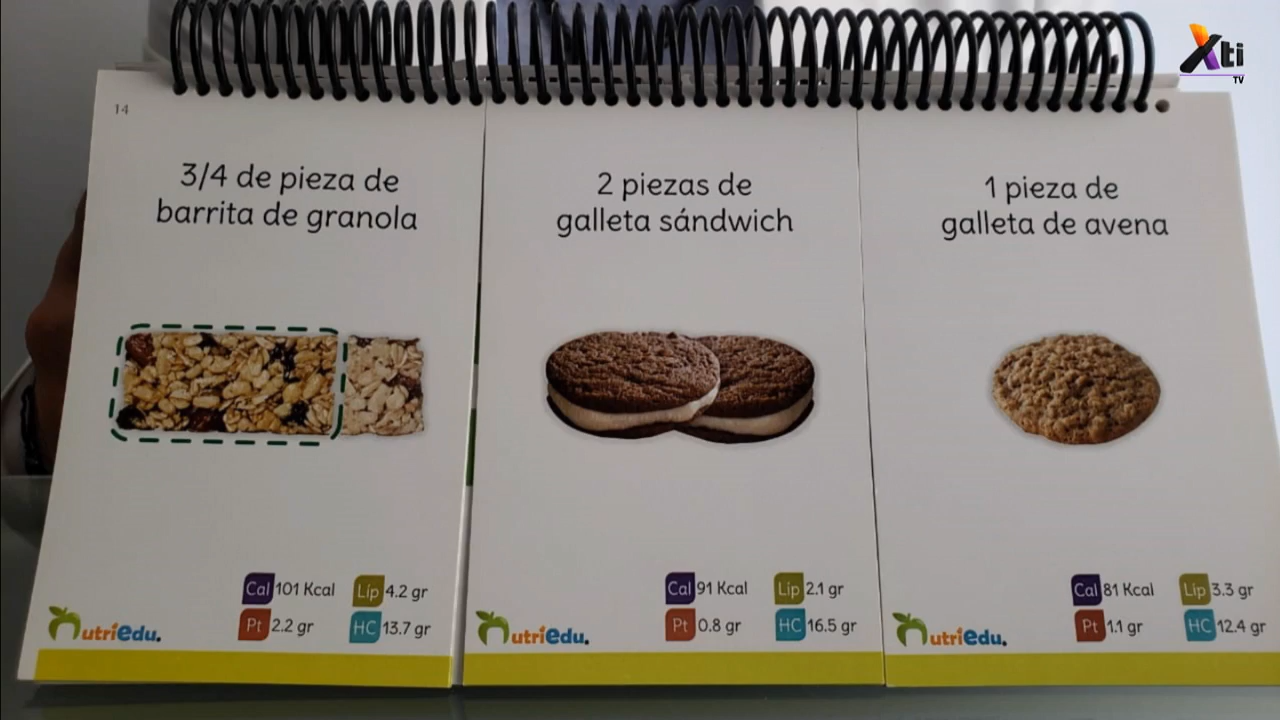 Xti
TV
14
3/4 de pieza de
barrita de granola
Cal 101 Kcal Lip 4.2 gr
Pt 2.2 gr HC 13.7 gr
nutriEdu.
2 piezas de
galleta sándwich
Cal 91 Kcal Lip 2.1 gr
Pt 0.8 gr HC 16.5 gr
nutriEdu.
1 pieza de
galleta de avena
Cal 81 Kcal Lip 3.3 gr
Pt 1.1 gr HC 12.4 gr
nutriEdu.